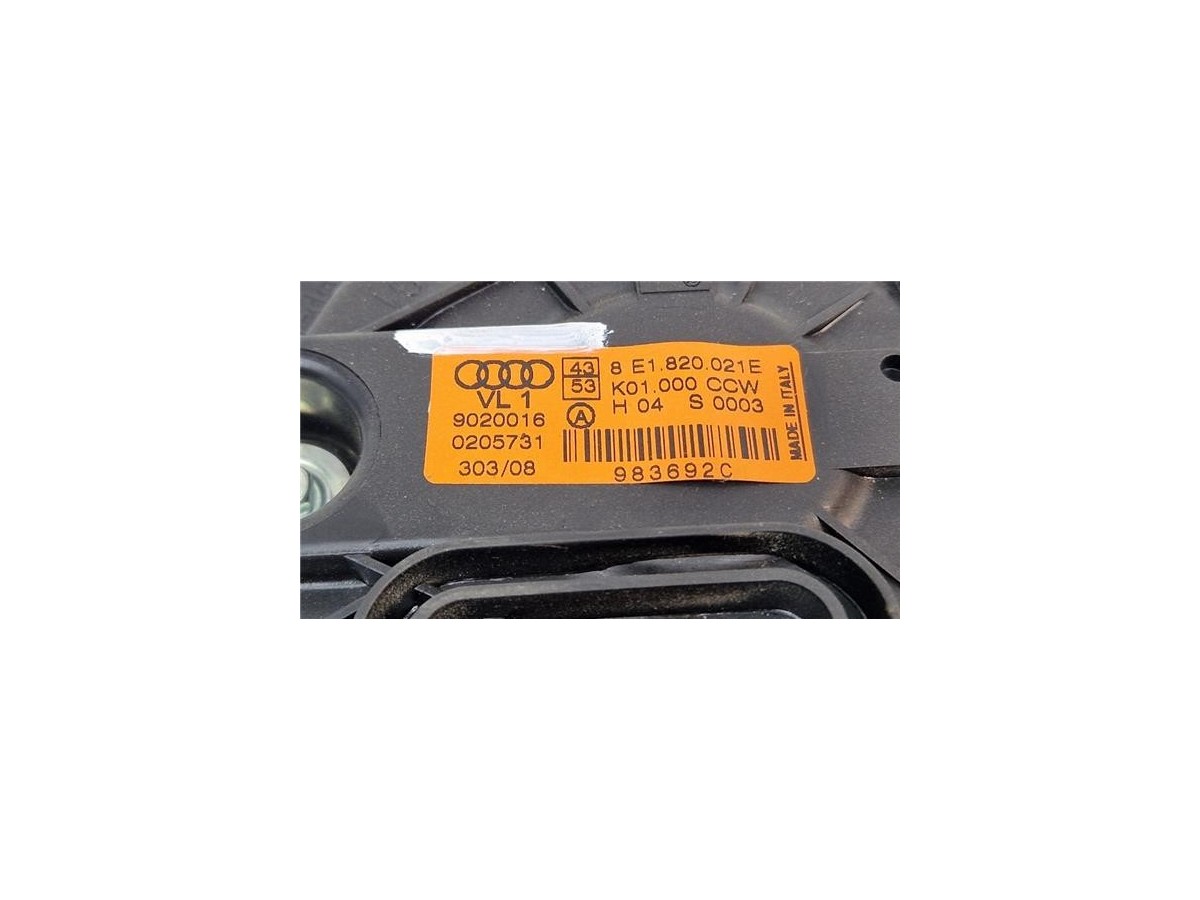 43 8 E1.820.021E
53 K01.000 CCW
VL 1
A H 04 S 0003
9020016
0205731
303/08
983692C
MADE IN ITALY